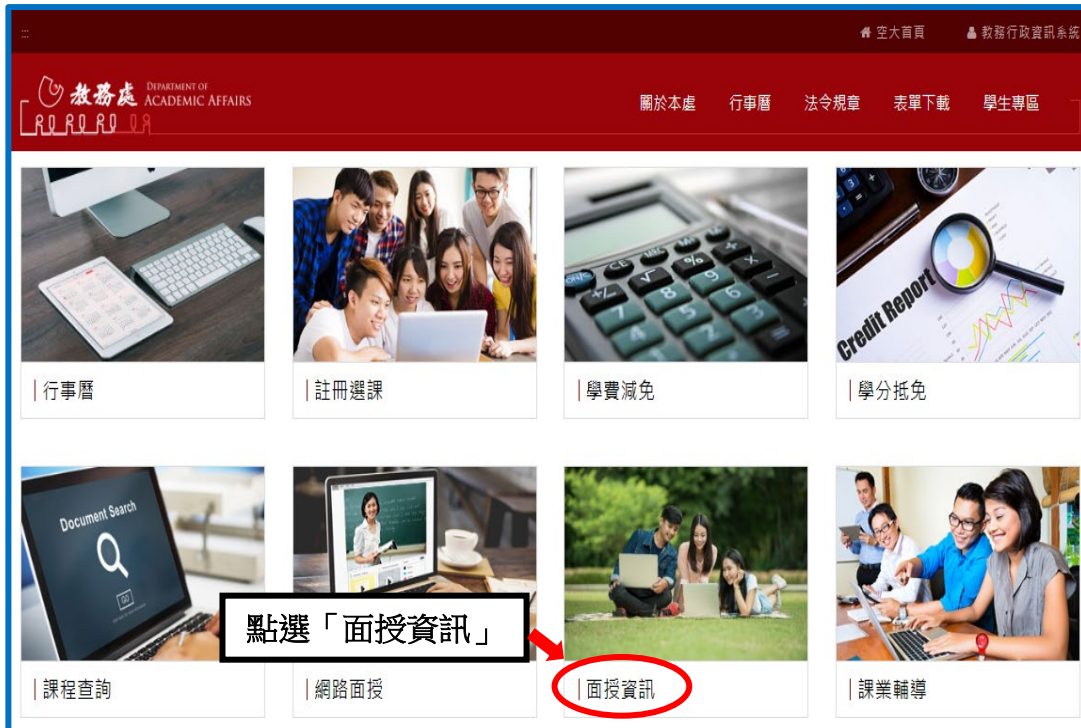 :::
空大首頁
教務行政資訊系統
教務處
DEPARTMENT OF
ACADEMIC AFFAIRS
關於本處
行事曆
法令規章
表單下載
學生專區
Credit Report
行事曆
註冊選課
學費減免
學分抵免
Document Search
GO
點選「面授資訊」
課程查詢
網路面授
面授資訊
課業輔導